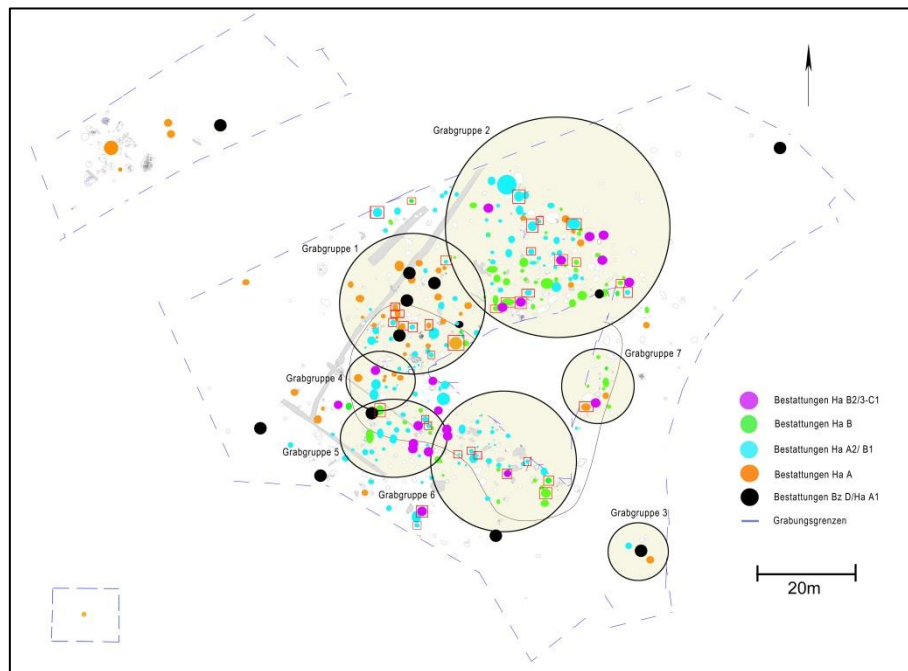 Grabgruppe 2
Grabgruppe 1
Grabgruppe 7
Grabgruppe 4
Grabgruppe 5
Grabgruppe 6
Grabgruppe 3
Bestattungen Ha B2/3-C1
Bestattungen Ha B
Bestattungen Ha A2/ B1
Bestattungen Ha A
Bestattungen Bz D/Ha A1
Grabungsgrenzen
20m